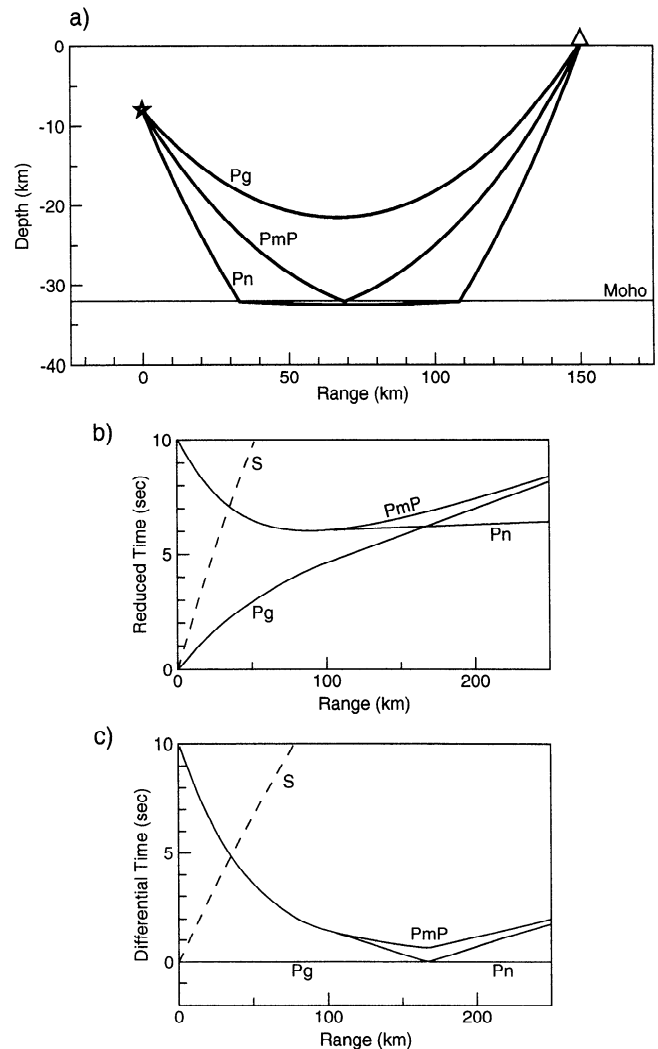 a)
0
-10
-20
-30
-40
Depth (km)
Pg
PmP
Pn
Moho
0 50 100 150
Range (km)
b)
10
5
0
Reduced Time (sec)
S
PmP
Pn
Pg
0 100 200
Range (km)
c)
10
5
0
Differential Time (sec)
S
PmP
Pg Pn
0 100 200
Range (km)